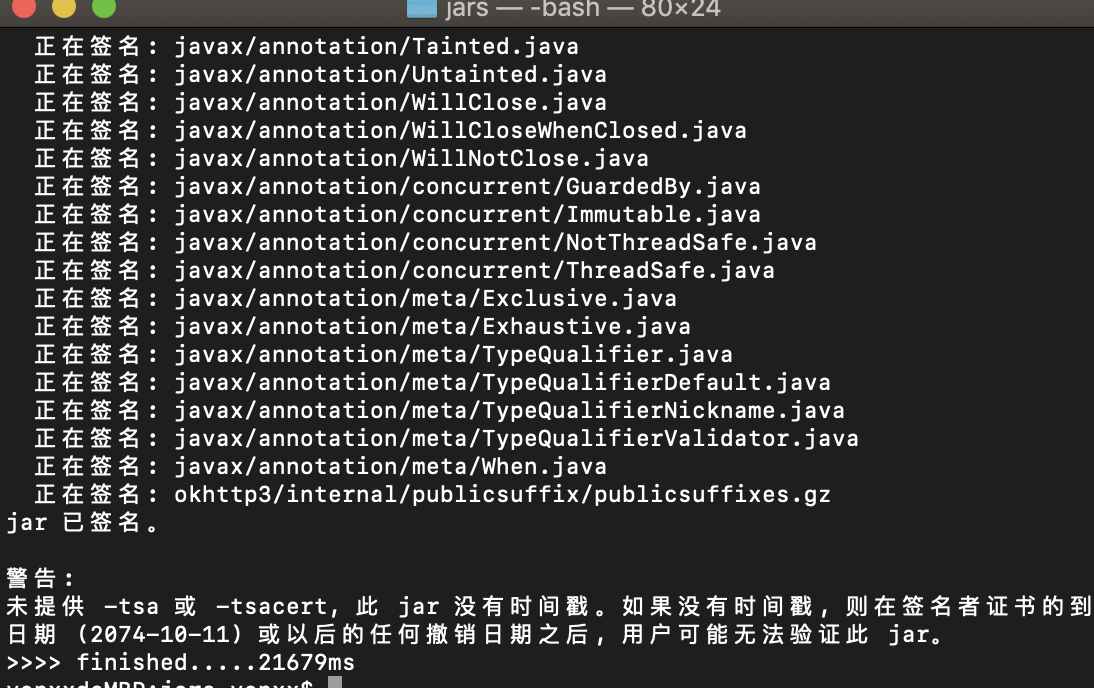 jars — -bash — 80×24
正在签名: javax/annotation/Tainted.java
正在签名: javax/annotation/Untainted.java
正在签名: javax/annotation/WillClose.java
正在签名: javax/annotation/WillCloseWhenClosed.java
正在签名: javax/annotation/WillNotClose.java
正在签名: javax/annotation/concurrent/GuardedBy.java
正在签名: javax/annotation/concurrent/Immutable.java
正在签名: javax/annotation/concurrent/NotThreadSafe.java
正在签名: javax/annotation/concurrent/ThreadSafe.java
正在签名: javax/annotation/meta/Exclusive.java
正在签名: javax/annotation/meta/Exhaustive.java
正在签名: javax/annotation/meta/TypeQualifier.java
正在签名: javax/annotation/meta/TypeQualifierDefault.java
正在签名: javax/annotation/meta/TypeQualifierNickname.java
正在签名: javax/annotation/meta/TypeQualifierValidator.java
正在签名: javax/annotation/meta/When.java
正在签名: okhttp3/internal/publicsuffix/publicsuffixes.gz
jar 已签名。
警告:
未提供 -tsa 或 -tsacert, 此 jar 没有时间戳。如果没有时间戳, 则在签名者证书的到
日期 (2074-10-11) 或以后的任何撤销日期之后, 用户可能无法验证此 jar。
>>>> finished.....21679ms